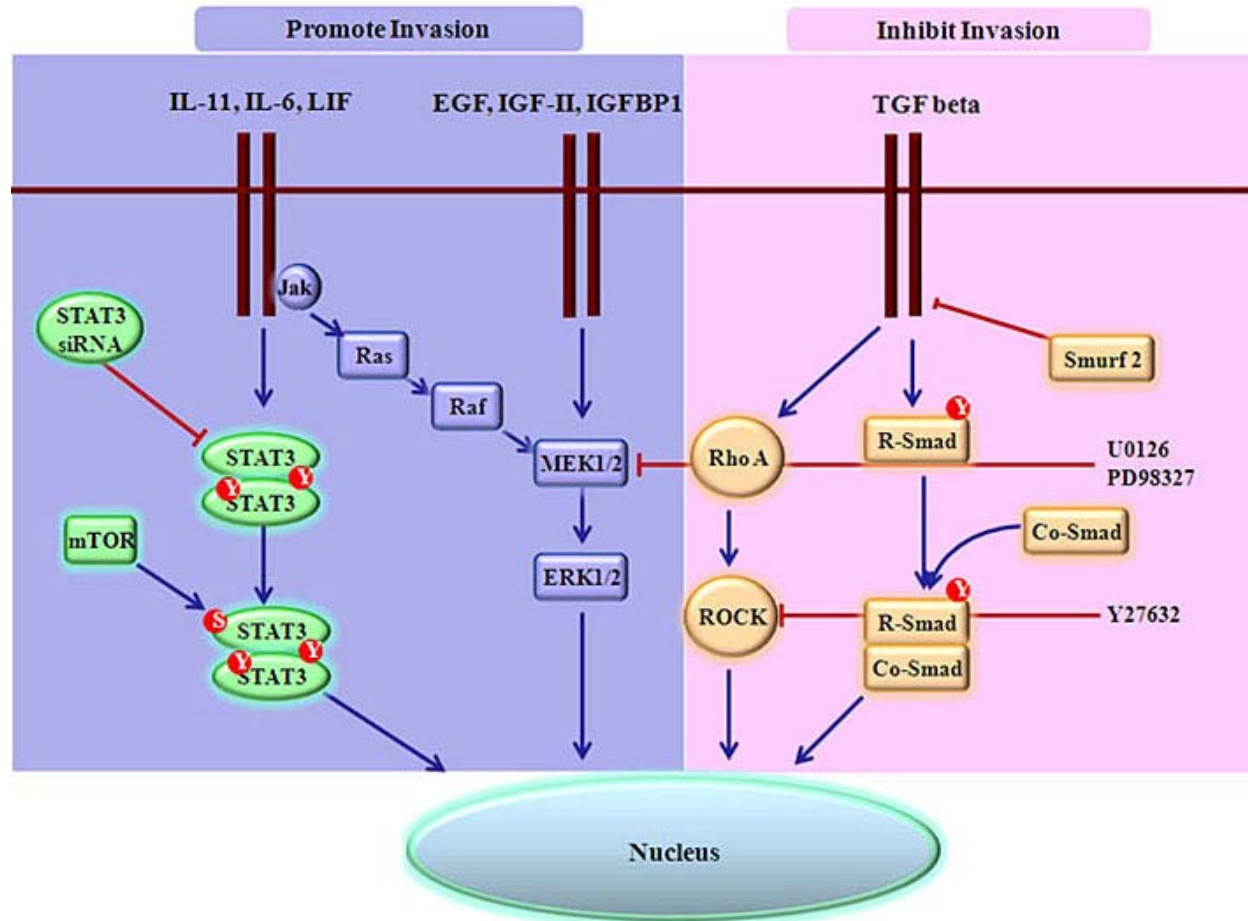 Promote Invasion
Inhibit Invasion
IL-11, IL-6, LIF
EGF, IGF-II, IGFBP1
TGF beta
Jak
STAT3
siRNA
Ras
Smurf 2
Raf
Y
R-Smad
STAT3
MEK1/2
Rho A
U0126
PD98327
Y
Y
STAT3
mTOR
Co-Smad
ERK1/2
Y
S
STAT3
ROCK
R-Smad
Y27632
Y
Y
STAT3
Co-Smad
Nucleus